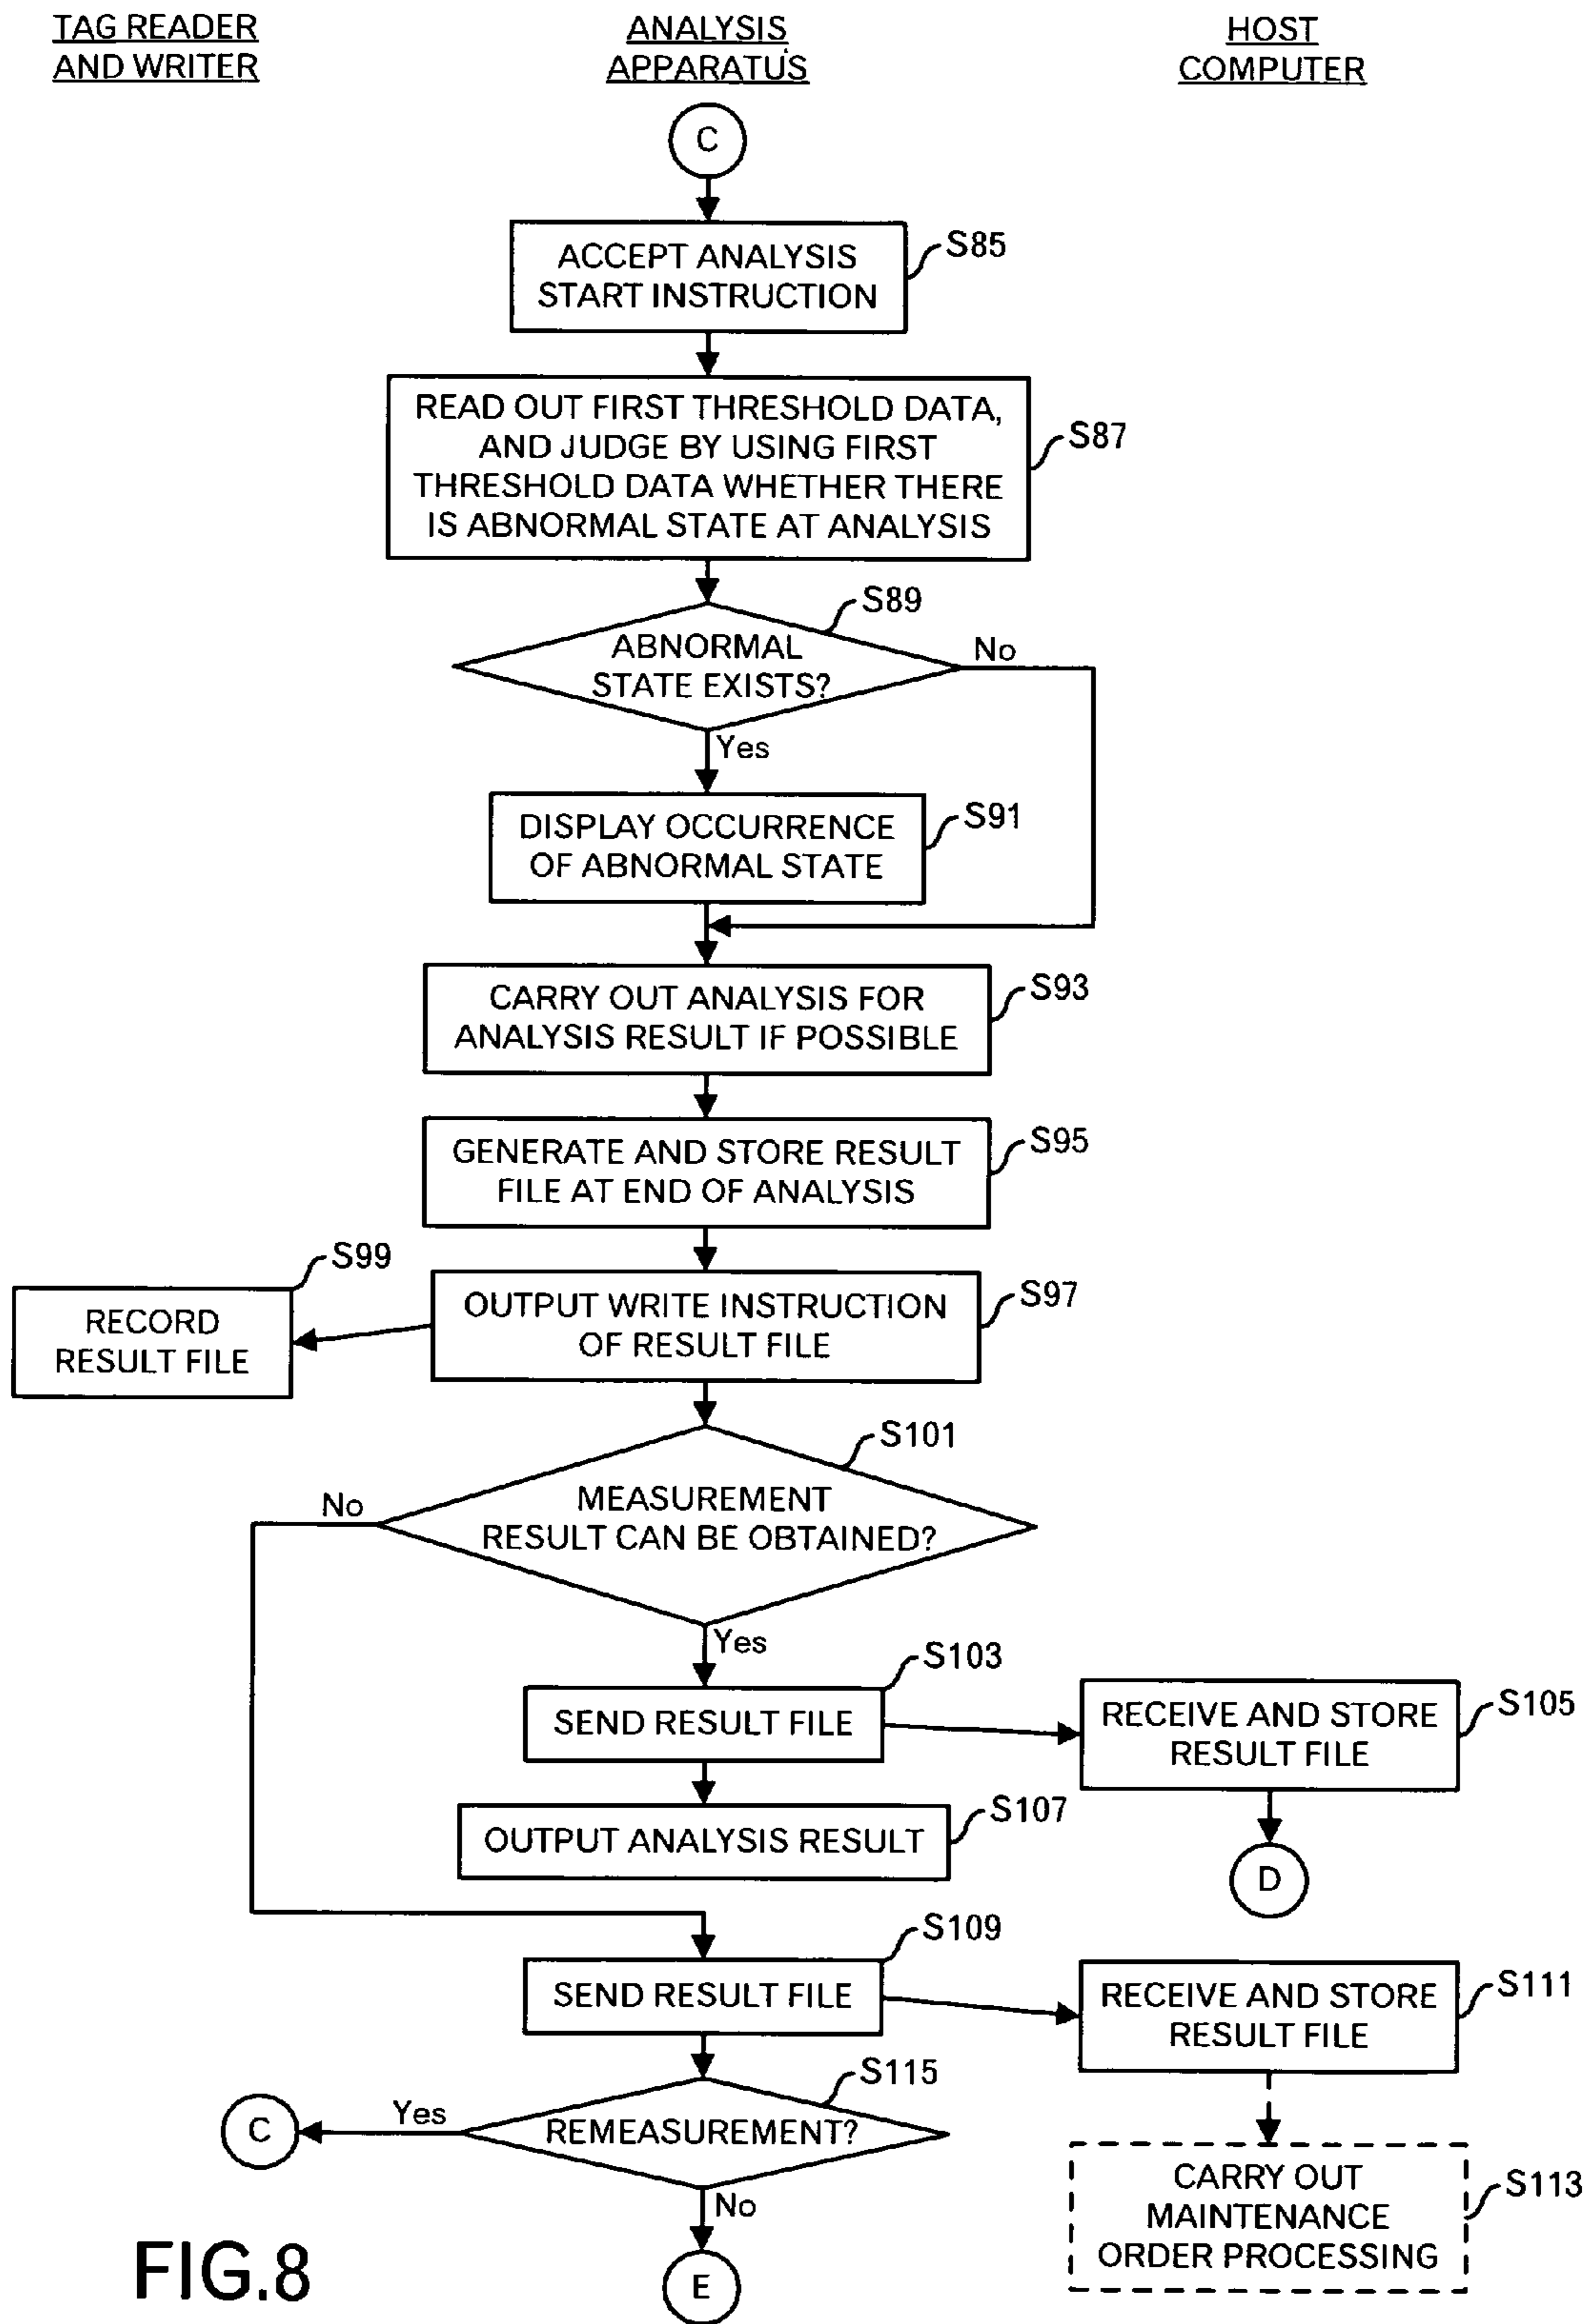 TAG READER
AND WRITER
ANALYSIS
APPARATUS
HOST
COMPUTER
C
ACCEPT ANALYSIS
START INSTRUCTION
S85
READ OUT FIRST THRESHOLD DATA,
AND JUDGE BY USING FIRST
THRESHOLD DATA WHETHER THERE
IS ABNORMAL STATE AT ANALYSIS
S87
S89
ABNORMAL
STATE EXISTS?
No
Yes
DISPLAY OCCURRENCE
OF ABNORMAL STATE
S91
CARRY OUT ANALYSIS FOR
ANALYSIS RESULT IF POSSIBLE
S93
GENERATE AND STORE RESULT
FILE AT END OF ANALYSIS
S95
S99
RECORD
RESULT FILE
OUTPUT WRITE INSTRUCTION
OF RESULT FILE
S97
S101
MEASUREMENT
RESULT CAN BE OBTAINED?
No
Yes
S103
SEND RESULT FILE
RECEIVE AND STORE
RESULT FILE
S105
OUTPUT ANALYSIS RESULT
S107
D
S109
SEND RESULT FILE
RECEIVE AND STORE
RESULT FILE
S111
S115
REMEASUREMENT?
Yes
C
No
E
CARRY OUT
MAINTENANCE
ORDER PROCESSING
S113
FIG.8